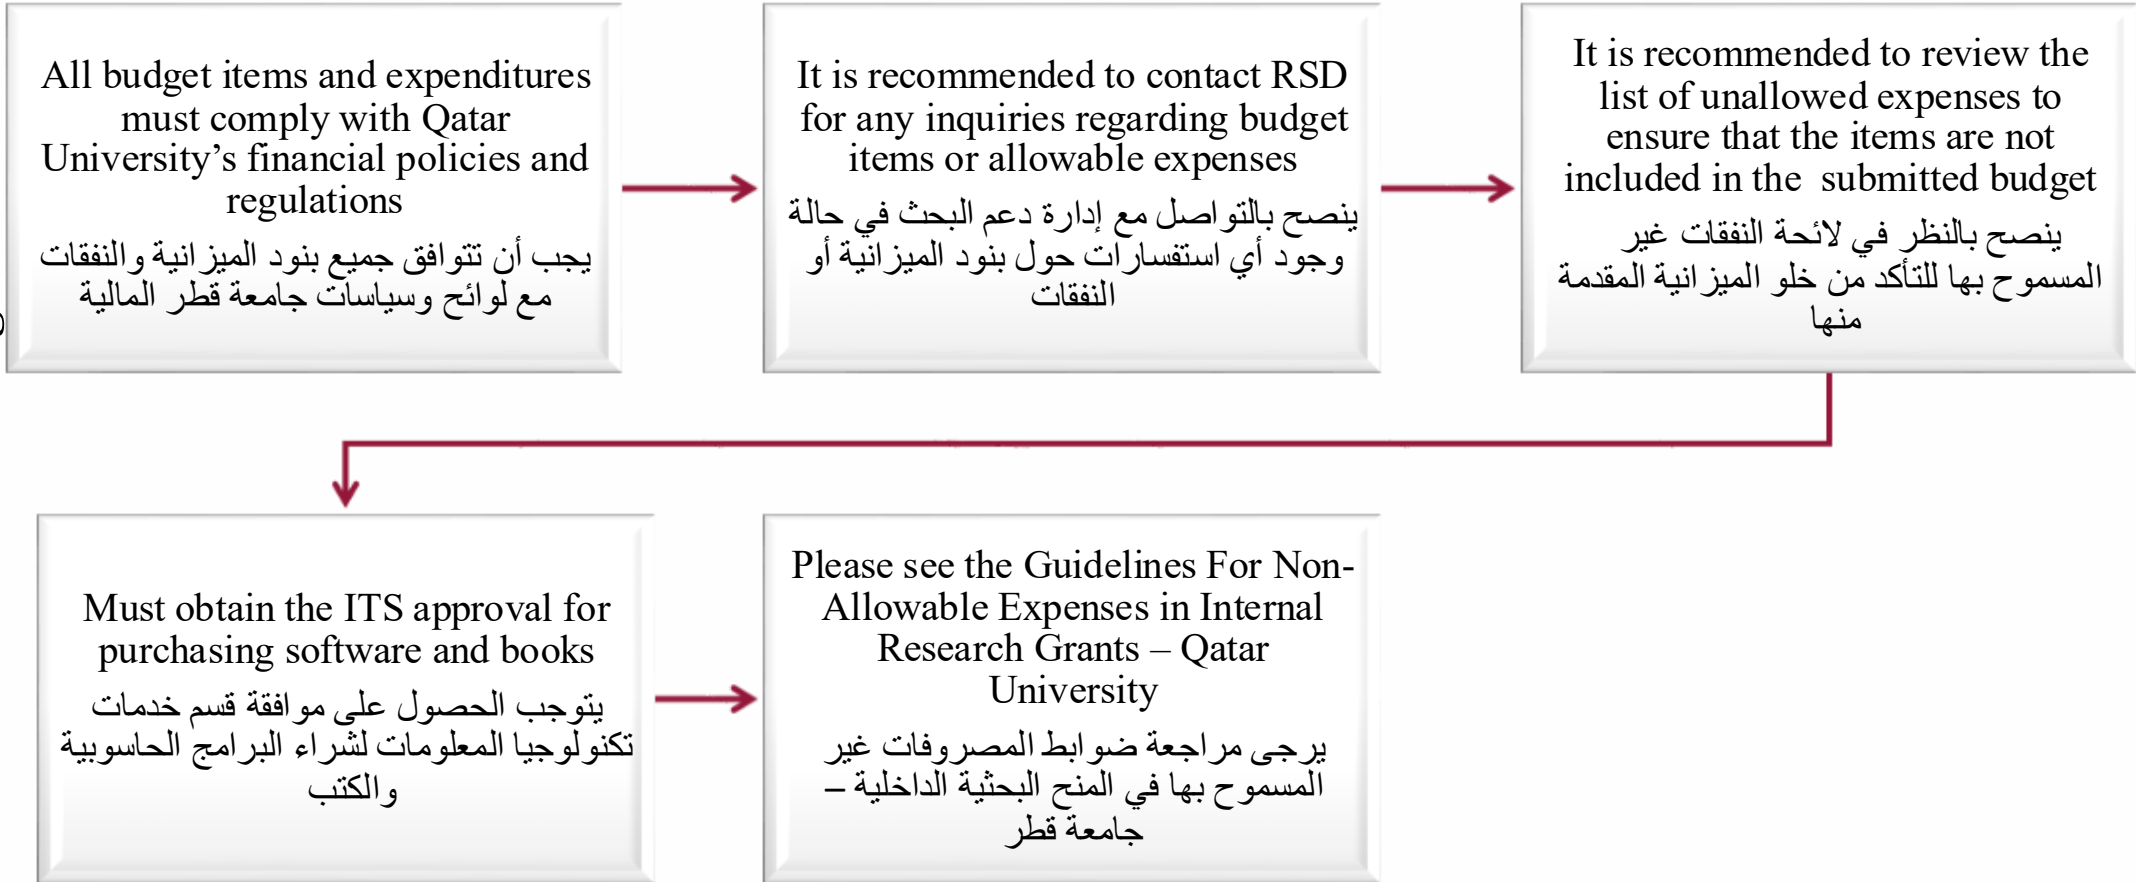 All budget items and expenditures
must comply with Qatar
University’s financial policies and
regulations
يجب أن تتوافق جميع بنود الميزانية والنفقات
مع لوائح وسياسات جامعة قطر المالية
It is recommended to contact RSD
for any inquiries regarding budget
items or allowable expenses
ينصح بالتواصل مع إدارة دعم البحث في حالة
وجود أي استفسارات حول بنود الميزانية أو
النفقات
It is recommended to review the
list of unallowed expenses to
ensure that the items are not
included in the submitted budget
ينصح بالنظر في لائحة النفقات غير
المسموح بها للتأكد من خلو الميزانية المقدمة
منها
Must obtain the ITS approval for
purchasing software and books
يتوجب الحصول على موافقة قسم خدمات
تكنولوجيا المعلومات لشراء البرامج الحاسوبية
والكتب
Please see the Guidelines For Non-
Allowable Expenses in Internal
Research Grants – Qatar
University
يرجى مراجعة ضوابط المصروفات غير
المسموح بها في المنح البحثية الداخلية –
جامعة قطر